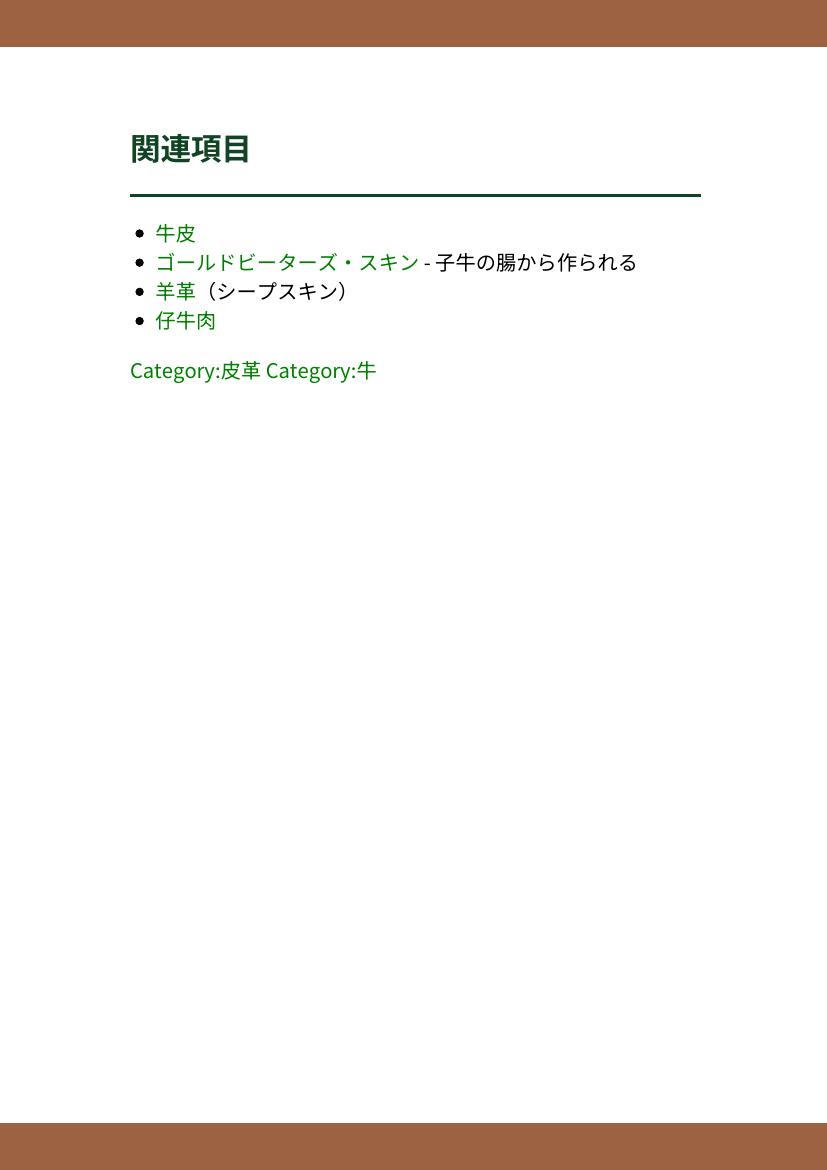 関連項目
牛皮
ゴールドビーターズ・スキン - 子牛の腸から作られる
羊革（シープスキン）
仔牛肉
Category:皮革 Category:牛